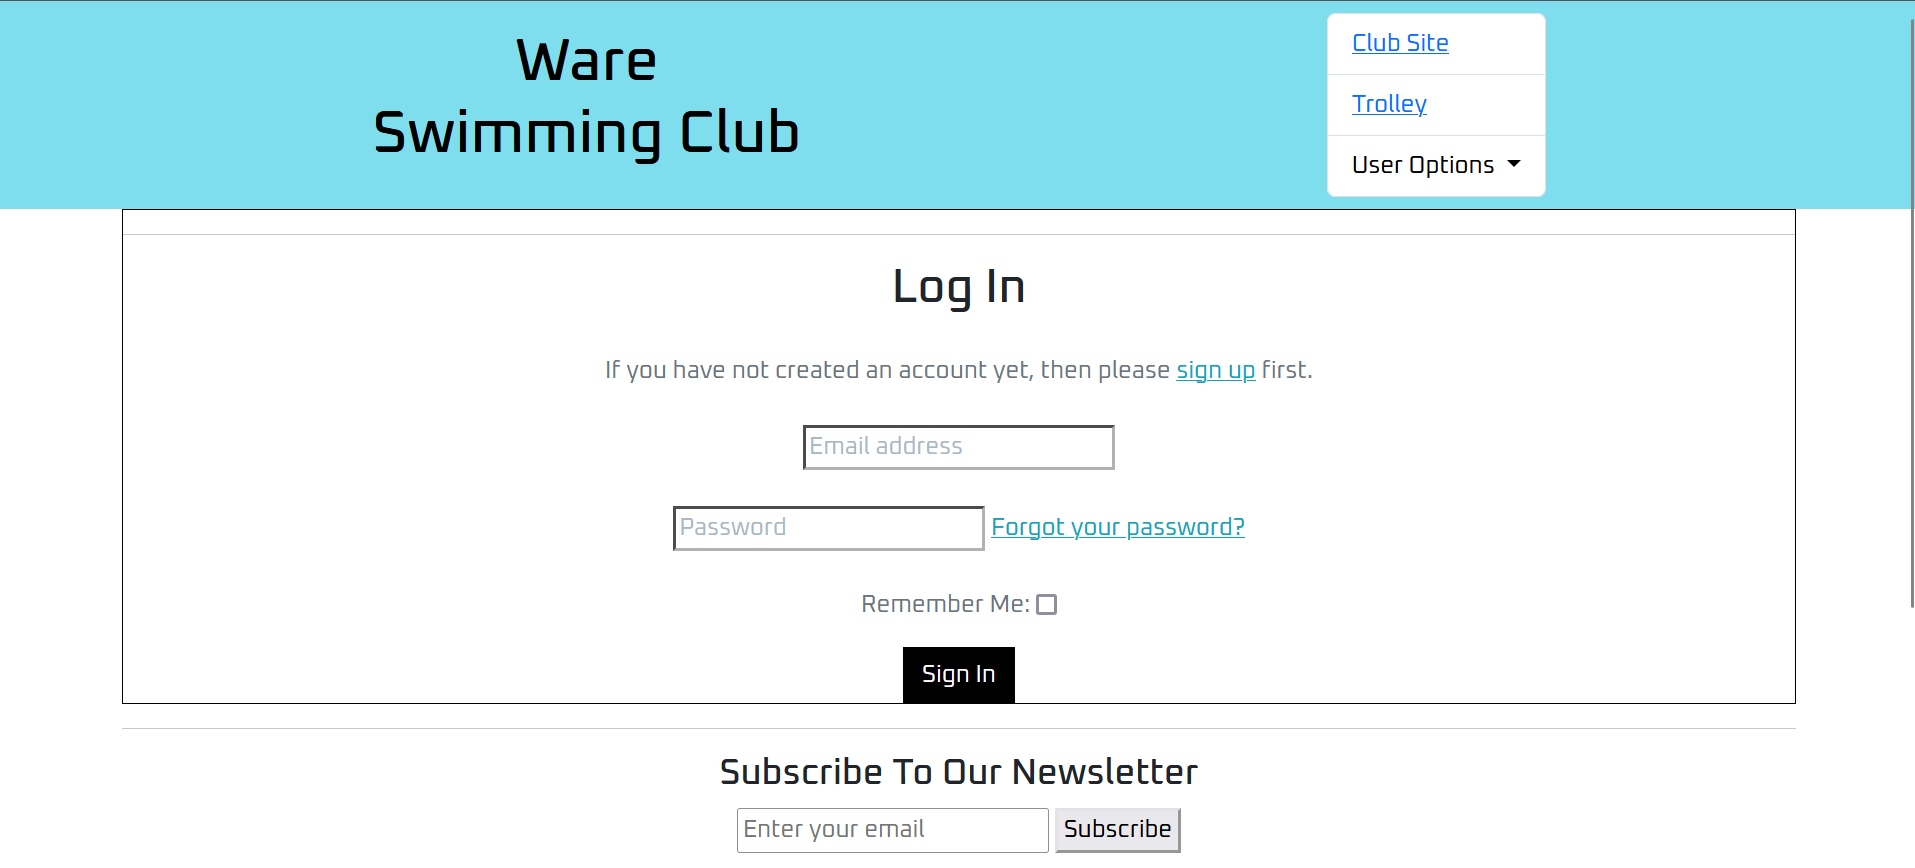 Ware
Swimming Club
Club Site
Trolley
User Options
Log In
If you have not created an account yet, then please sign up first.
Email address
Password Forgot your password?
Remember Me:
Sign In
Subscribe To Our Newsletter
Enter your email Subscribe